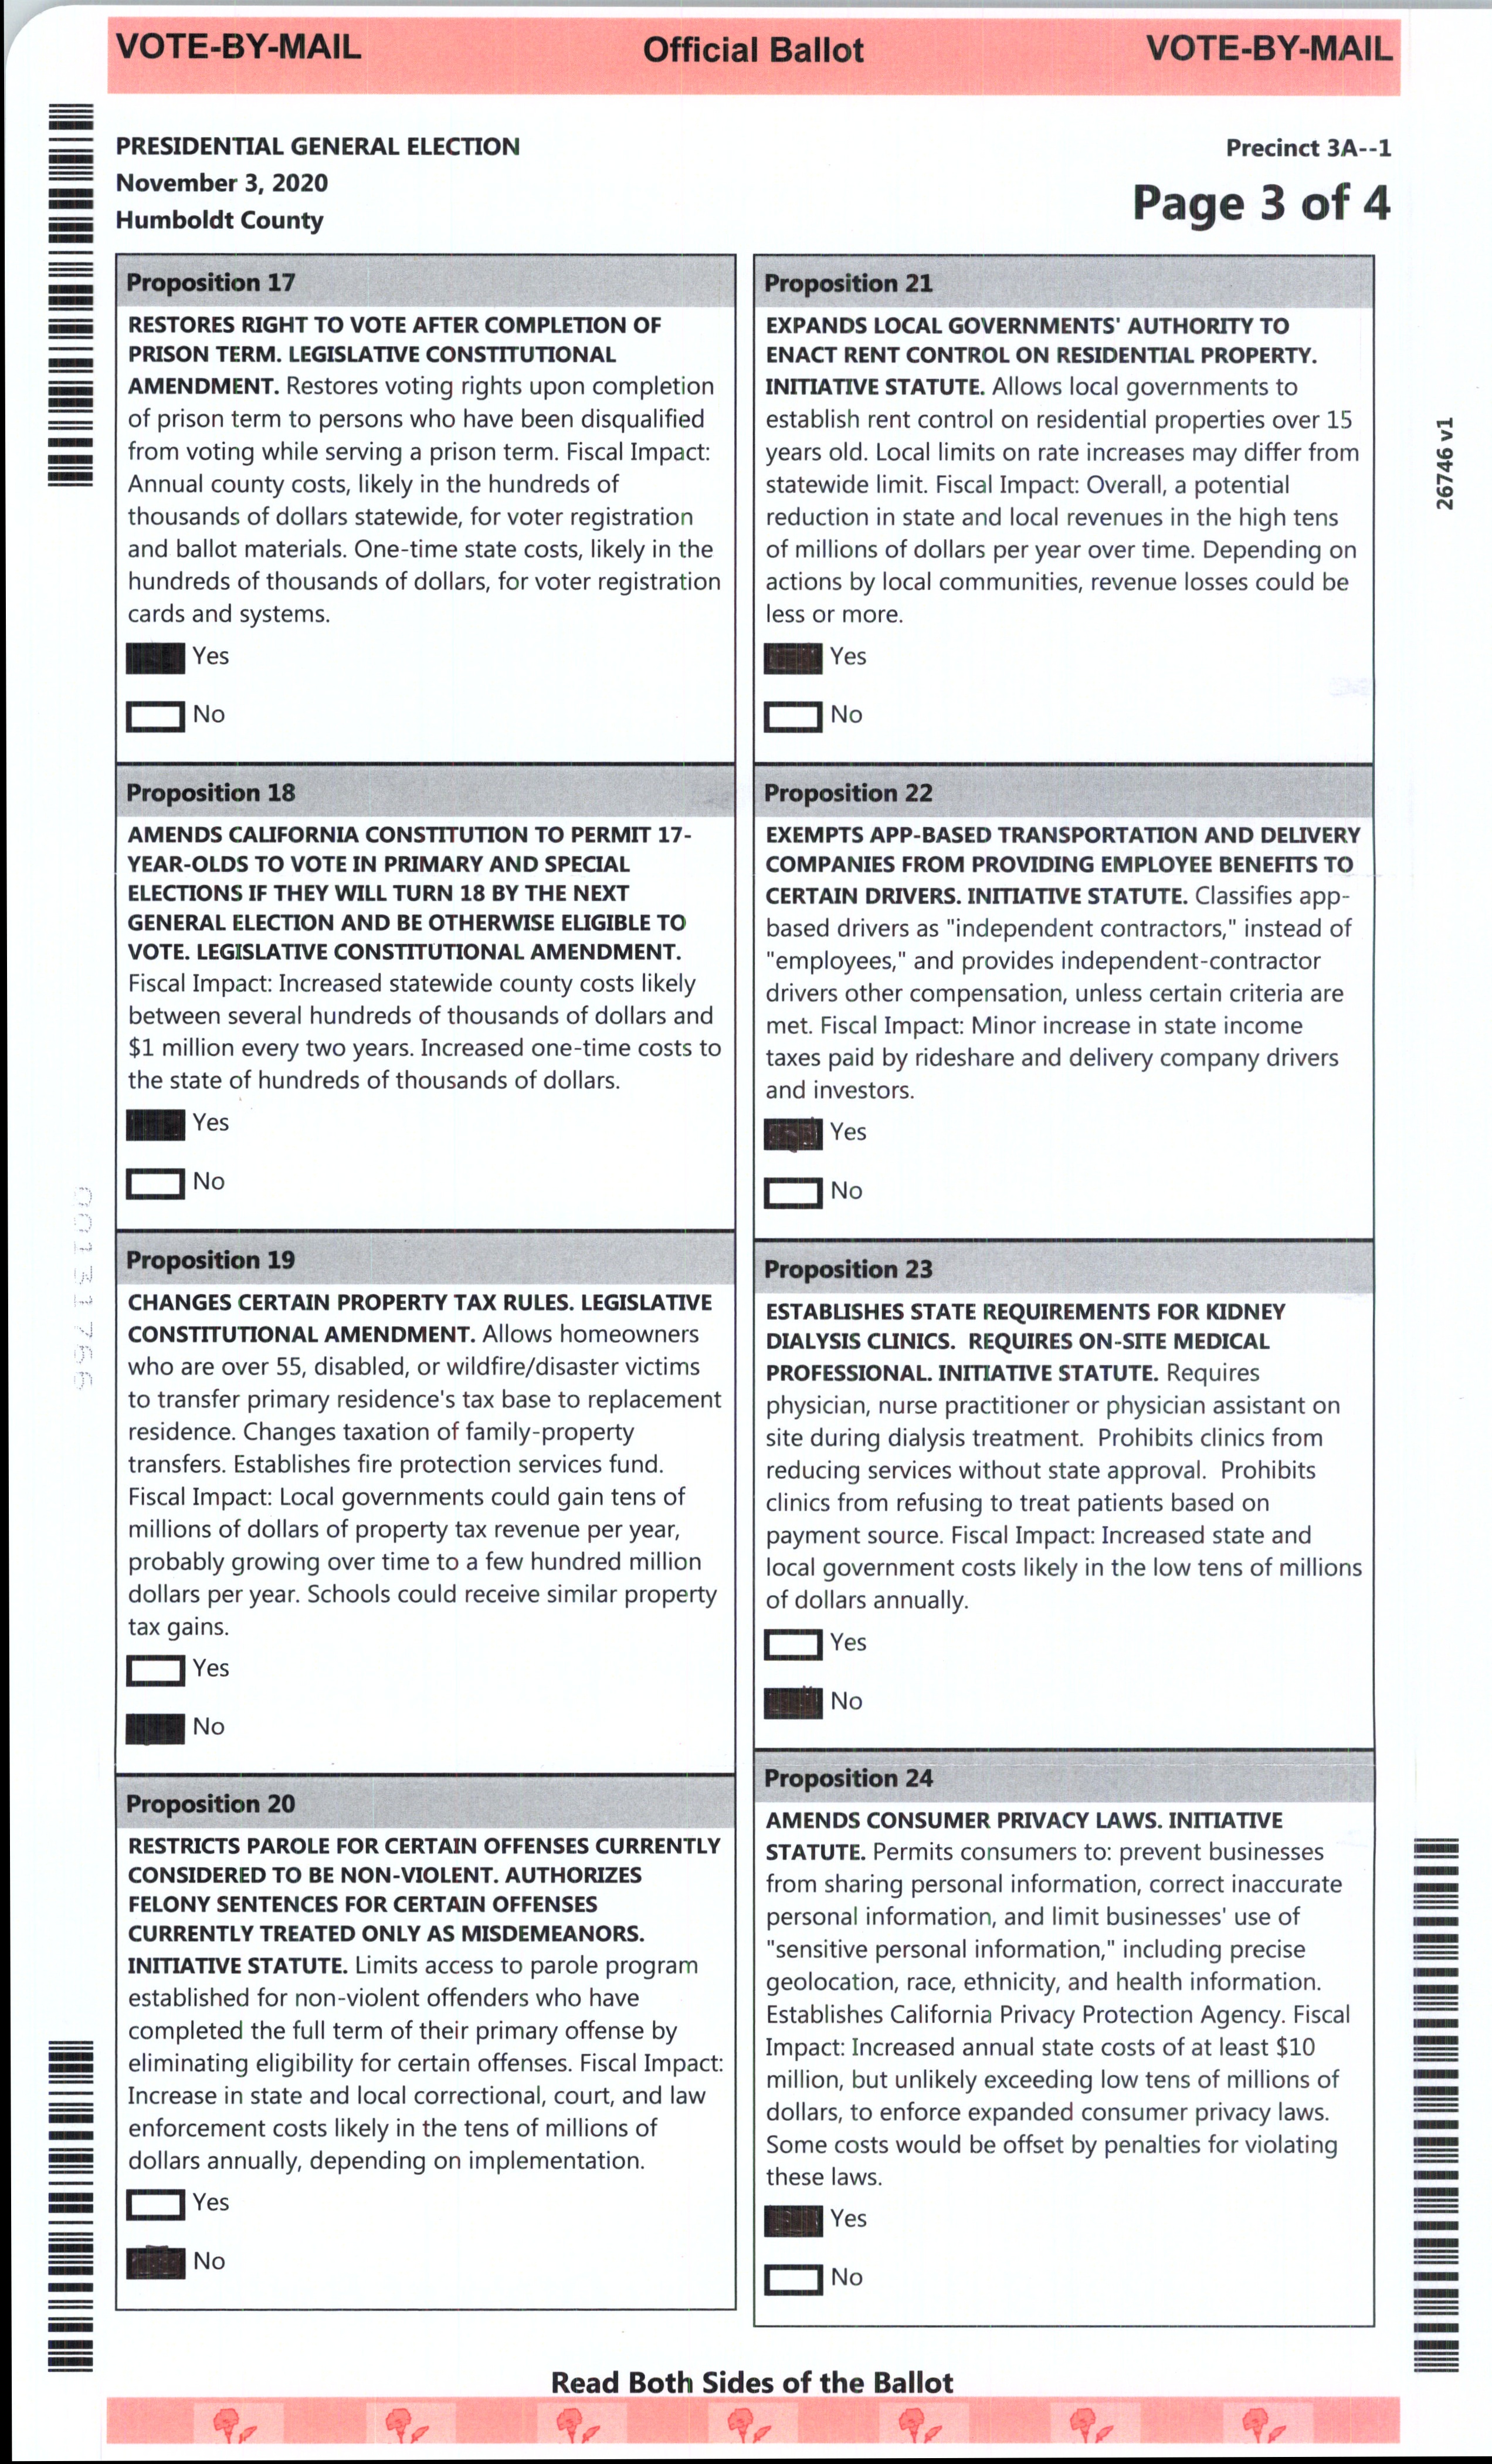 VOTE-BY-MAIL Official Ballot VOTE-BY-MAIL
PRESIDENTIAL GENERAL ELECTION
November 3, 2020
Humboldt County
Precinct 3A--1
Page 3 of 4
Proposition 17
RESTORES RIGHT TO VOTE AFTER COMPLETION OF
PRISON TERM. LEGISLATIVE CONSTITUTIONAL
AMENDMENT. Restores voting rights upon completion
of prison term to persons who have been disqualified
from voting while serving a prison term. Fiscal Impact:
Annual county costs, likely in the hundreds of
thousands of dollars statewide, for voter registration
and ballot materials. One-time state costs, likely in the
hundreds of thousands of dollars, for voter registration
cards and systems.
Yes
No
Proposition 18
AMENDS CALIFORNIA CONSTITUTION TO PERMIT 17-
YEAR-OLDS TO VOTE IN PRIMARY AND SPECIAL
ELECTIONS IF THEY WILL TURN 18 BY THE NEXT
GENERAL ELECTION AND BE OTHERWISE ELIGIBLE TO
VOTE. LEGISLATIVE CONSTITUTIONAL AMENDMENT.
Fiscal Impact: Increased statewide county costs likely
between several hundreds of thousands of dollars and
$1 million every two years. Increased one-time costs to
the state of hundreds of thousands of dollars.
Yes
No
Proposition 19
CHANGES CERTAIN PROPERTY TAX RULES. LEGISLATIVE
CONSTITUTIONAL AMENDMENT. Allows homeowners
who are over 55, disabled, or wildfire/disaster victims
to transfer primary residence's tax base to replacement
residence. Changes taxation of family-property
transfers. Establishes fire protection services fund.
Fiscal Impact: Local governments could gain tens of
millions of dollars of property tax revenue per year,
probably growing over time to a few hundred million
dollars per year. Schools could receive similar property
tax gains.
Yes
No
Proposition 20
RESTRICTS PAROLE FOR CERTAIN OFFENSES CURRENTLY
CONSIDERED TO BE NON-VIOLENT. AUTHORIZES
FELONY SENTENCES FOR CERTAIN OFFENSES
CURRENTLY TREATED ONLY AS MISDEMEANORS.
INITIATIVE STATUTE. Limits access to parole program
established for non-violent offenders who have
completed the full term of their primary offense by
eliminating eligibility for certain offenses. Fiscal Impact:
Increase in state and local correctional, court, and law
enforcement costs likely in the tens of millions of
dollars annually, depending on implementation.
Yes
No
Proposition 21
EXPANDS LOCAL GOVERNMENTS' AUTHORITY TO
ENACT RENT CONTROL ON RESIDENTIAL PROPERTY.
INITIATIVE STATUTE. Allows local governments to
establish rent control on residential properties over 15
years old. Local limits on rate increases may differ from
statewide limit. Fiscal Impact: Overall, a potential
reduction in state and local revenues in the high tens
of millions of dollars per year over time. Depending on
actions by local communities, revenue losses could be
less or more.
Yes
No
Proposition 22
EXEMPTS APP-BASED TRANSPORTATION AND DELIVERY
COMPANIES FROM PROVIDING EMPLOYEE BENEFITS TO
CERTAIN DRIVERS. INITIATIVE STATUTE. Classifies app-
based drivers as "independent contractors," instead of
"employees," and provides independent-contractor
drivers other compensation, unless certain criteria are
met. Fiscal Impact: Minor increase in state income
taxes paid by rideshare and delivery company drivers
and investors.
Yes
No
Proposition 23
ESTABLISHES STATE REQUIREMENTS FOR KIDNEY
DIALYSIS CLINICS. REQUIRES ON-SITE MEDICAL
PROFESSIONAL. INITIATIVE STATUTE. Requires
physician, nurse practitioner or physician assistant on
site during dialysis treatment. Prohibits clinics from
reducing services without state approval. Prohibits
clinics from refusing to treat patients based on
payment source. Fiscal Impact: Increased state and
local government costs likely in the low tens of millions
of dollars annually.
Yes
No
Proposition 24
AMENDS CONSUMER PRIVACY LAWS. INITIATIVE
STATUTE. Permits consumers to: prevent businesses
from sharing personal information, correct inaccurate
personal information, and limit businesses' use of
"sensitive personal information," including precise
geolocation, race, ethnicity, and health information.
Establishes California Privacy Protection Agency. Fiscal
Impact: Increased annual state costs of at least $10
million, but unlikely exceeding low tens of millions of
dollars, to enforce expanded consumer privacy laws.
Some costs would be offset by penalties for violating
these laws.
Yes
No
26746 v1
00131766
Read Both Sides of the Ballot